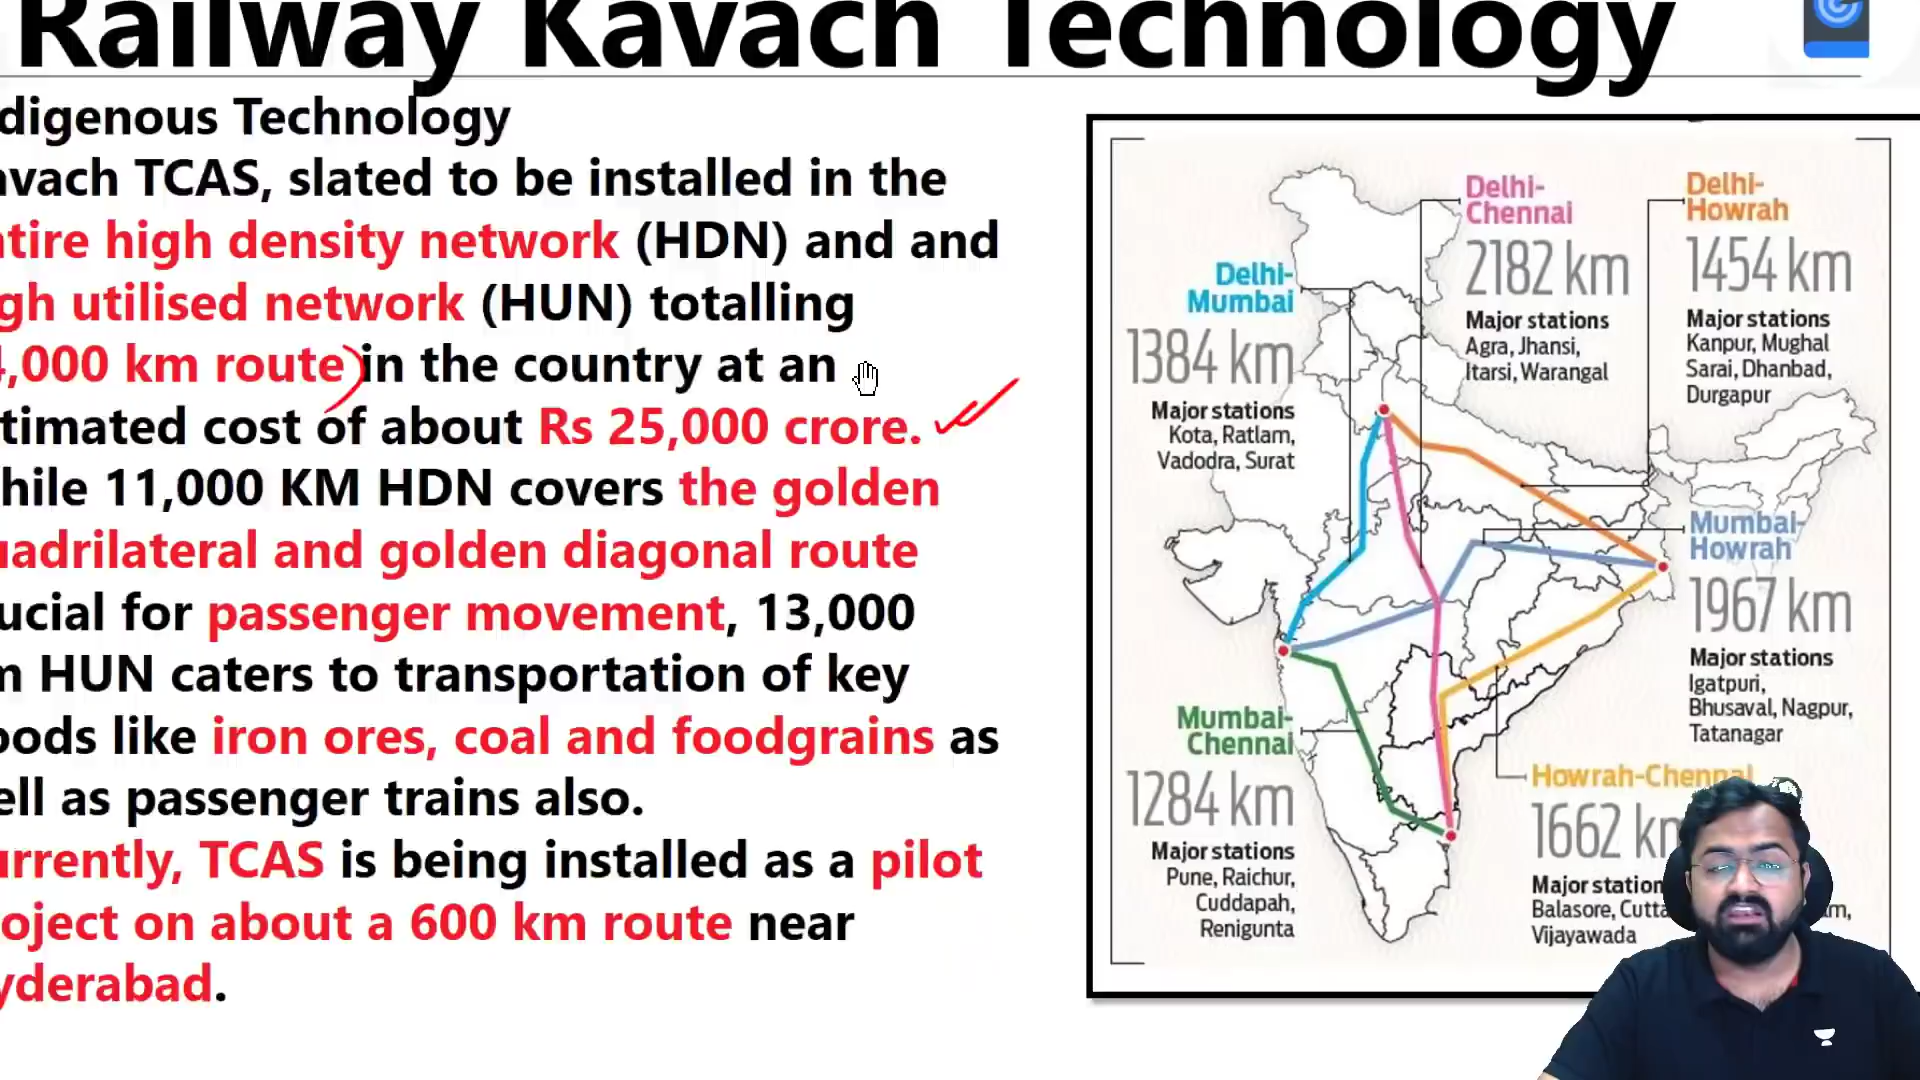 Railway Kavach Technology
digenous Technology
avach TCAS, slated to be installed in the
ntire high density network (HDN) and and
gh utilised network (HUN) totalling
4,000 km route in the country at an
timated cost of about Rs 25,000 crore.
hile 11,000 KM HDN covers the golden
uadrilateral and golden diagonal route
ucial for passenger movement, 13,000
m HUN caters to transportation of key
oods like iron ores, coal and foodgrains as
ell as passenger trains also.
urrently, TCAS is being installed as a pilot
oject on about a 600 km route near
yderabad.
Delhi-
Mumbai
1384 km
Major stations
Kota, Ratlam,
Vadodra, Surat
Delhi-
Chennai
2182 km
Major stations
Agra, Jhansi,
Itarsi, Warangal
Delhi-
Howrah
1454 km
Major stations
Kanpur, Mughal
Sarai, Dhanbad,
Durgapur
Mumbai-
Howrah
1967 km
Major stations
Igatpuri,
Bhusaval, Nagpur,
Tatanagar
Mumbai-
Chennai
1284 km
Major stations
Pune, Raichur,
Cuddapah,
Renigunta
Howrah-Chennai
1662 km
Major station
Balasore, Cutta
Vijayawada